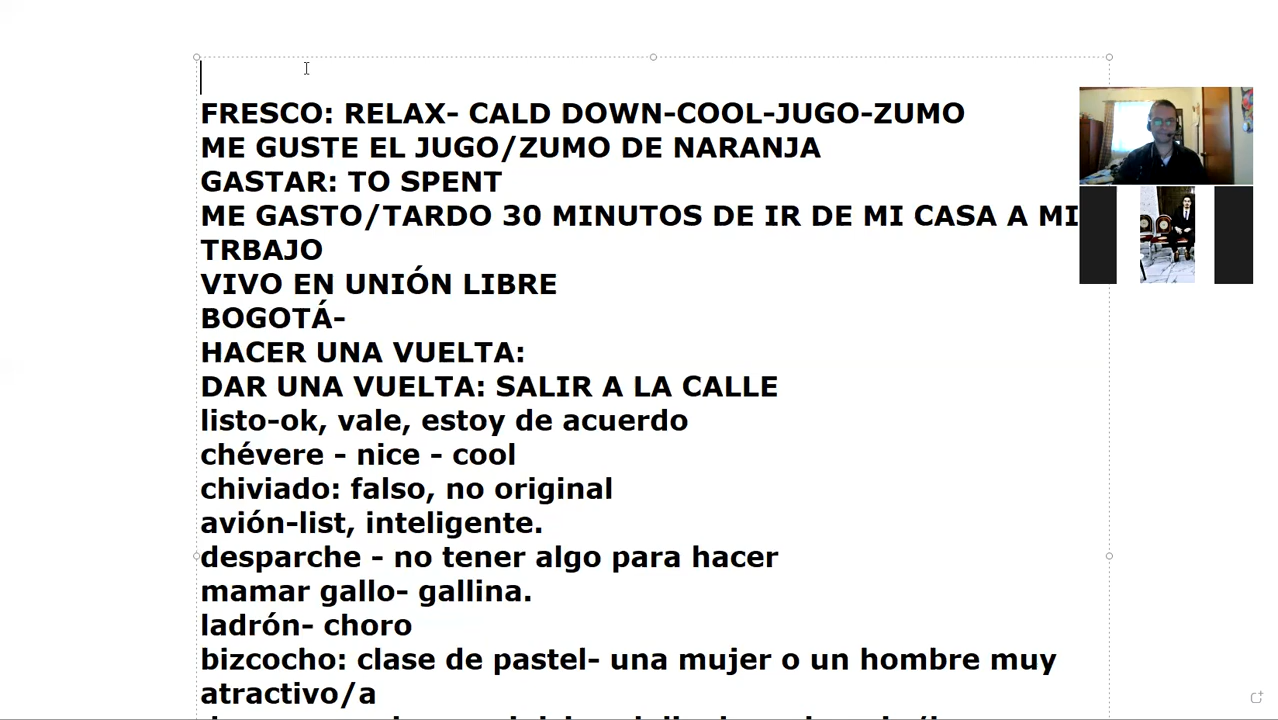 FRESCO: RELAX- CALD DOWN-COOL-JUGO-ZUMO
ME GUSTE EL JUGO/ZUMO DE NARANJA
GASTAR: TO SPENT
ME GASTO/TARDO 30 MINUTOS DE IR DE MI CASA A MI
TRBAJO
VIVO EN UNIÓN LIBRE
BOGOTÁ-
HACER UNA VUELTA:
DAR UNA VUELTA: SALIR A LA CALLE
listo-ok, vale, estoy de acuerdo
chévere - nice - cool
chiviado: falso, no original
avión-list, inteligente.
desparche - no tener algo para hacer
mamar gallo- gallina.
ladrón- choro
bizcocho: clase de pastel- una mujer o un hombre muy
atractivo/a